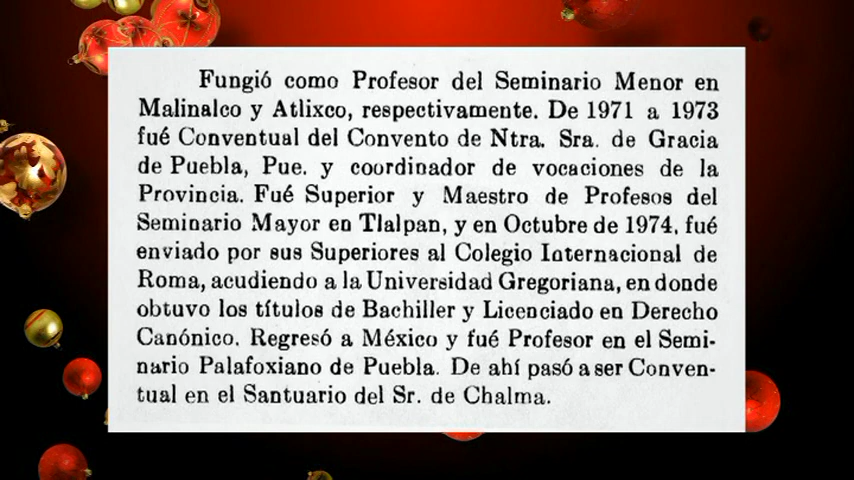 Fungió como Profesor del Seminario Menor en
Malinalco y Atlixco, respectivamente. De 1971 a 1973
fué Conventual del Convento de Ntra. Sra. de Gracia
de Puebla, Pue. y coordinador de vocaciones de la
Provincia. Fué Superior y Maestro de Profesos del
Seminario Mayor en Tlalpan, y en Octubre de 1974, fué
enviado por sus Superiores al Colegio Internacional de
Roma, acudiendo a la Universidad Gregoriana, en donde
obtuvo los títulos de Bachiller y Licenciado en Derecho
Canónico. Regresó a México y fué Profesor en el Semi-
nario Palafoxiano de Puebla. De ahí pasó a ser Conven-
tual en el Santuario del Sr. de Chalma.